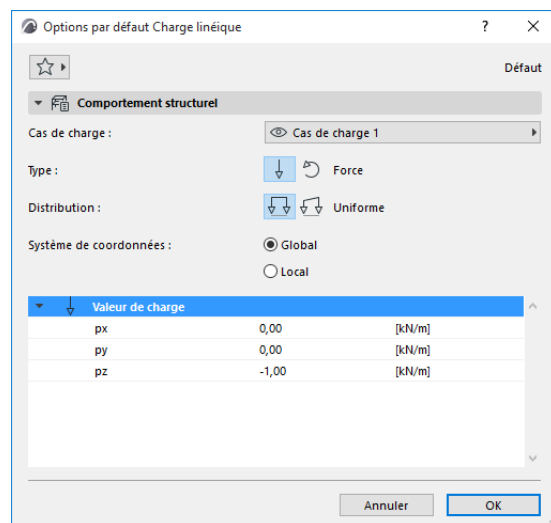 Options par défaut Charge linéique ?
Défaut
Comportement structurel
Cas de charge : Cas de charge 1
Type : Force
Distribution : Uniforme
Système de coordonnées : Global
Local
Valeur de charge
px 0,00 [kN/m]
py 0,00 [kN/m]
pz -1,00 [kN/m]
Annuler OK